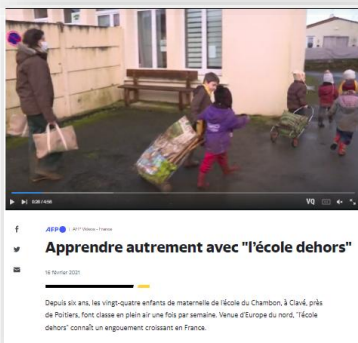 VQ
AFP
Apprendre autrement avec "l'école dehors"
16 février 2021
Depuis six ans, les vingt-quatre enfants de maternelle de l'école du Chambon, à Clavé, près
de Poitiers, font classe en plein air une fois par semaine. Venue d'Europe du nord, "l'école
dehors" connaît un engouement croissant en France.